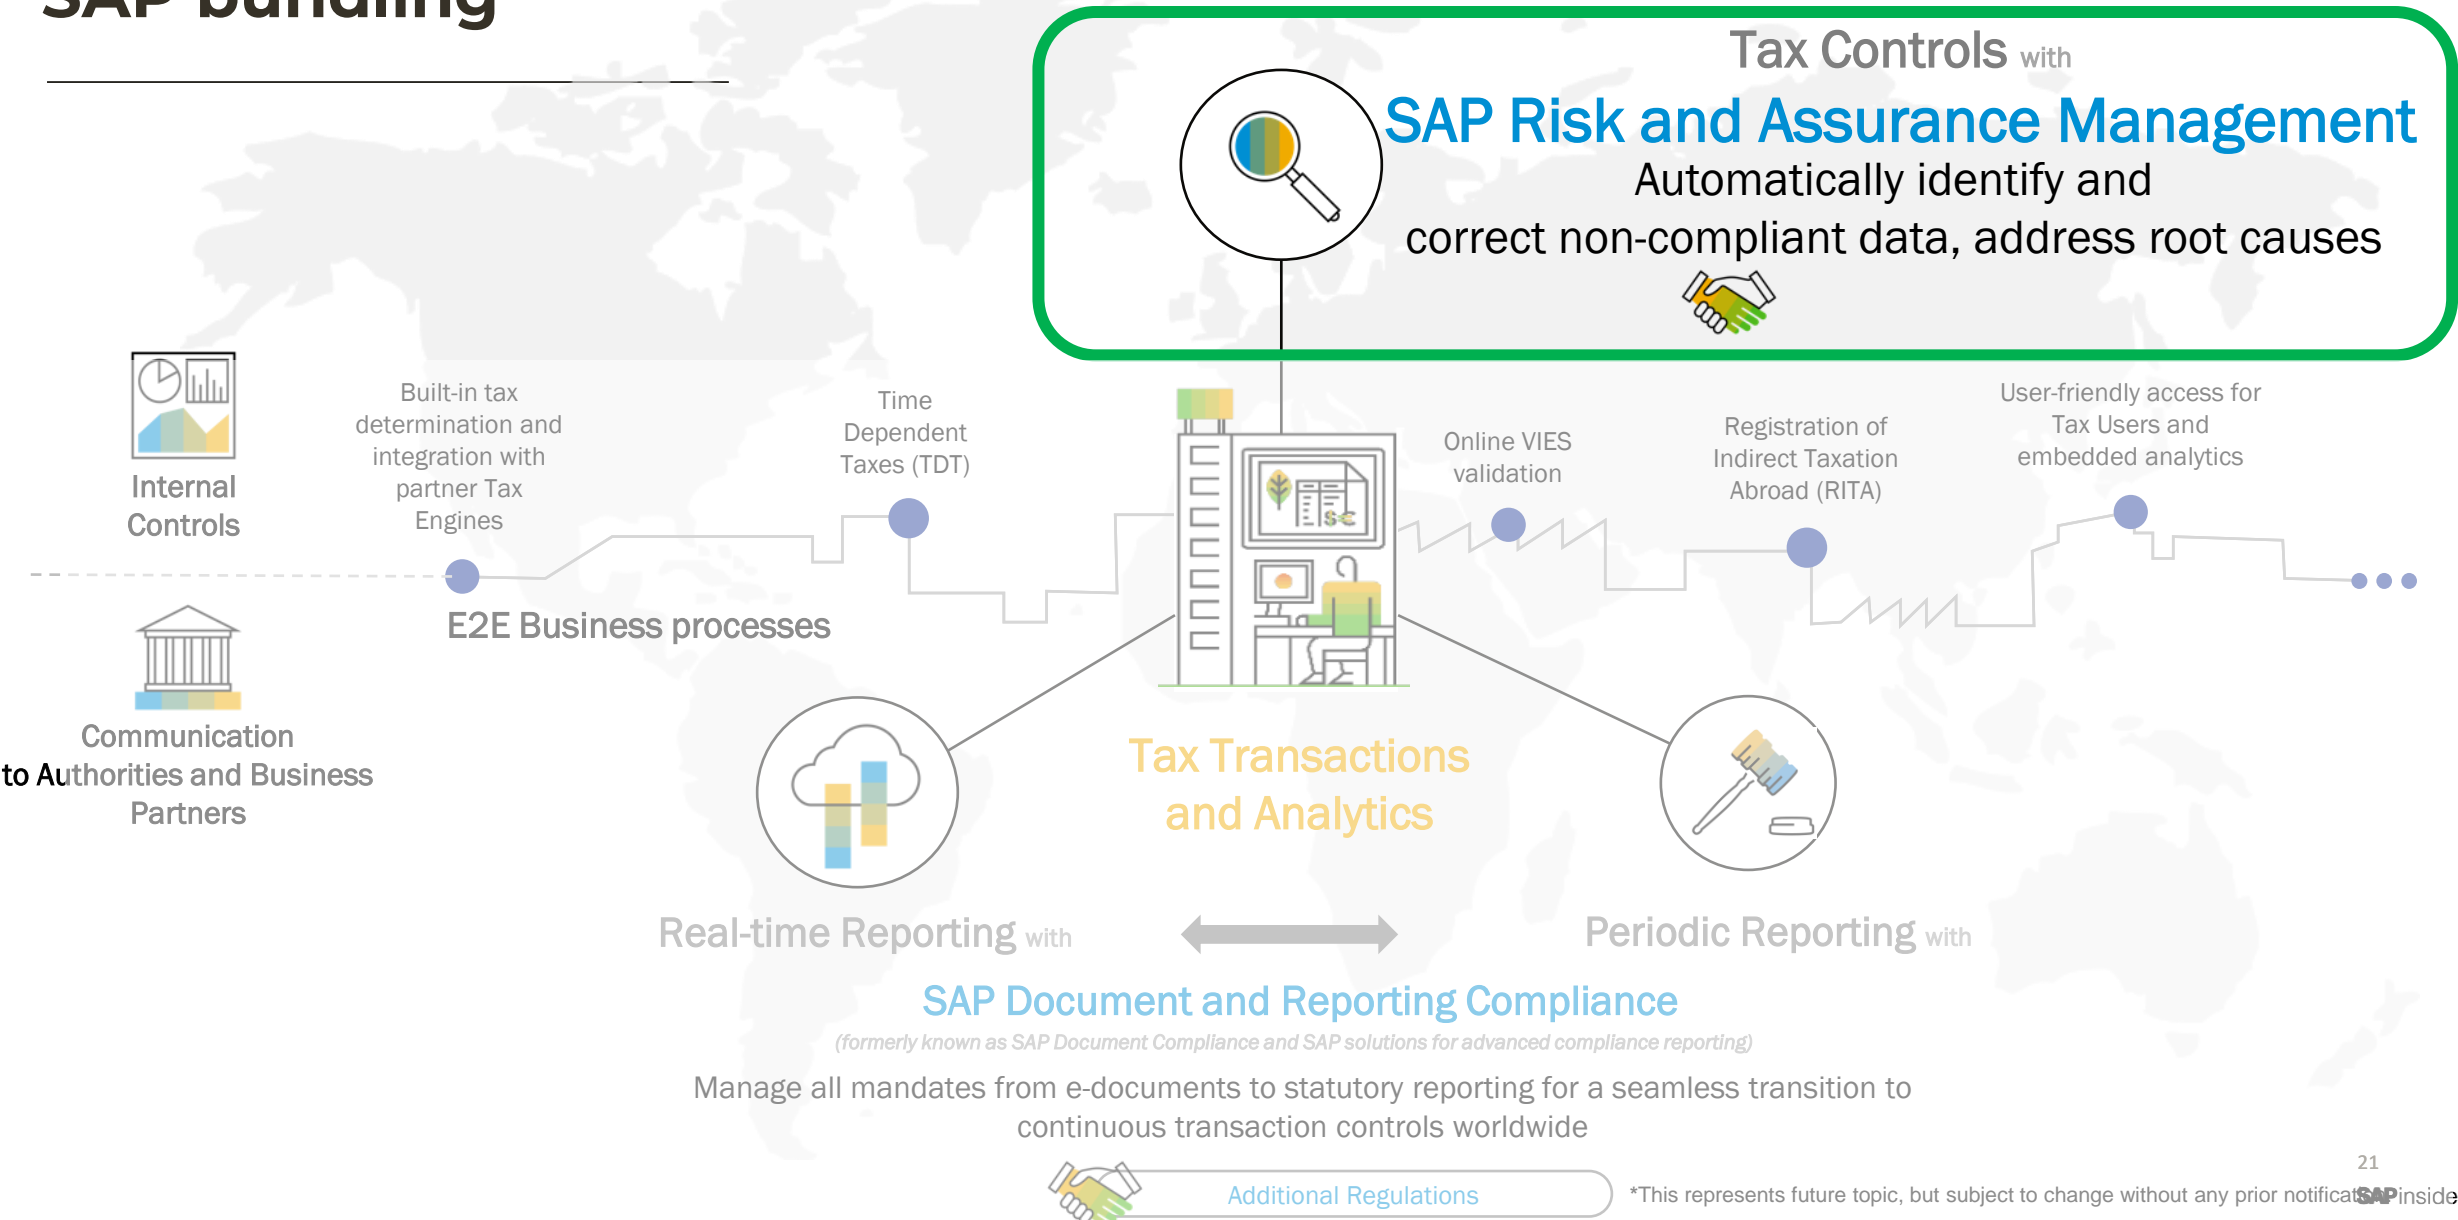 SAP bundling
Tax Controls with
SAP Risk and Assurance Management
Automatically identify and
correct non-compliant data, address root causes
Internal
Controls
Built-in tax
determination and
integration with
partner Tax
Engines
Time
Dependent
Taxes (TDT)
Online VIES
validation
Registration of
Indirect Taxation
Abroad (RITA)
User-friendly access for
Tax Users and
embedded analytics
E2E Business processes
Communication
to Authorities and Business
Partners
Tax Transactions
and Analytics
Real-time Reporting with
Periodic Reporting with
SAP Document and Reporting Compliance
(formerly known as SAP Document Compliance and SAP solutions for advanced compliance reporting)
Manage all mandates from e-documents to statutory reporting for a seamless transition to
continuous transaction controls worldwide
Additional Regulations
21
*This represents future topic, but subject to change without any prior
SAPinside